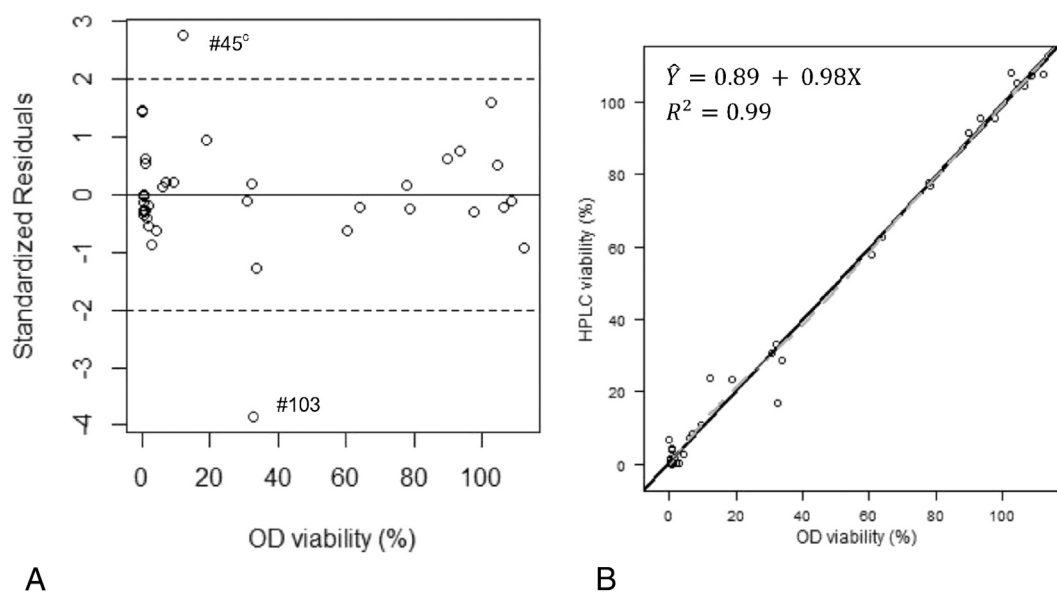 3
2
1
0
-1
-2
-3
-4
Standardized Residuals
#45c
#103
0 20 40 60 80 100
OD viability (%)
A
Ŷ = 0.89 + 0.98X
R² = 0.99
100
80
60
40
20
0
HPLC viability (%)
0 20 40 60 80 100
OD viability (%)
B